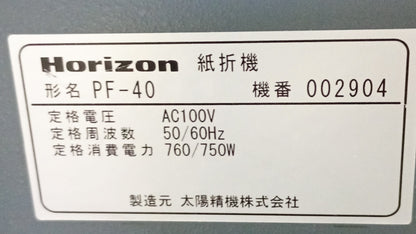 Horizon 紙折機
形名 PF-40 機番 002904
定格電圧 AC100V
定格周波数 50/60Hz
定格消費電力 760/750W
製造元 太陽精機株式会社